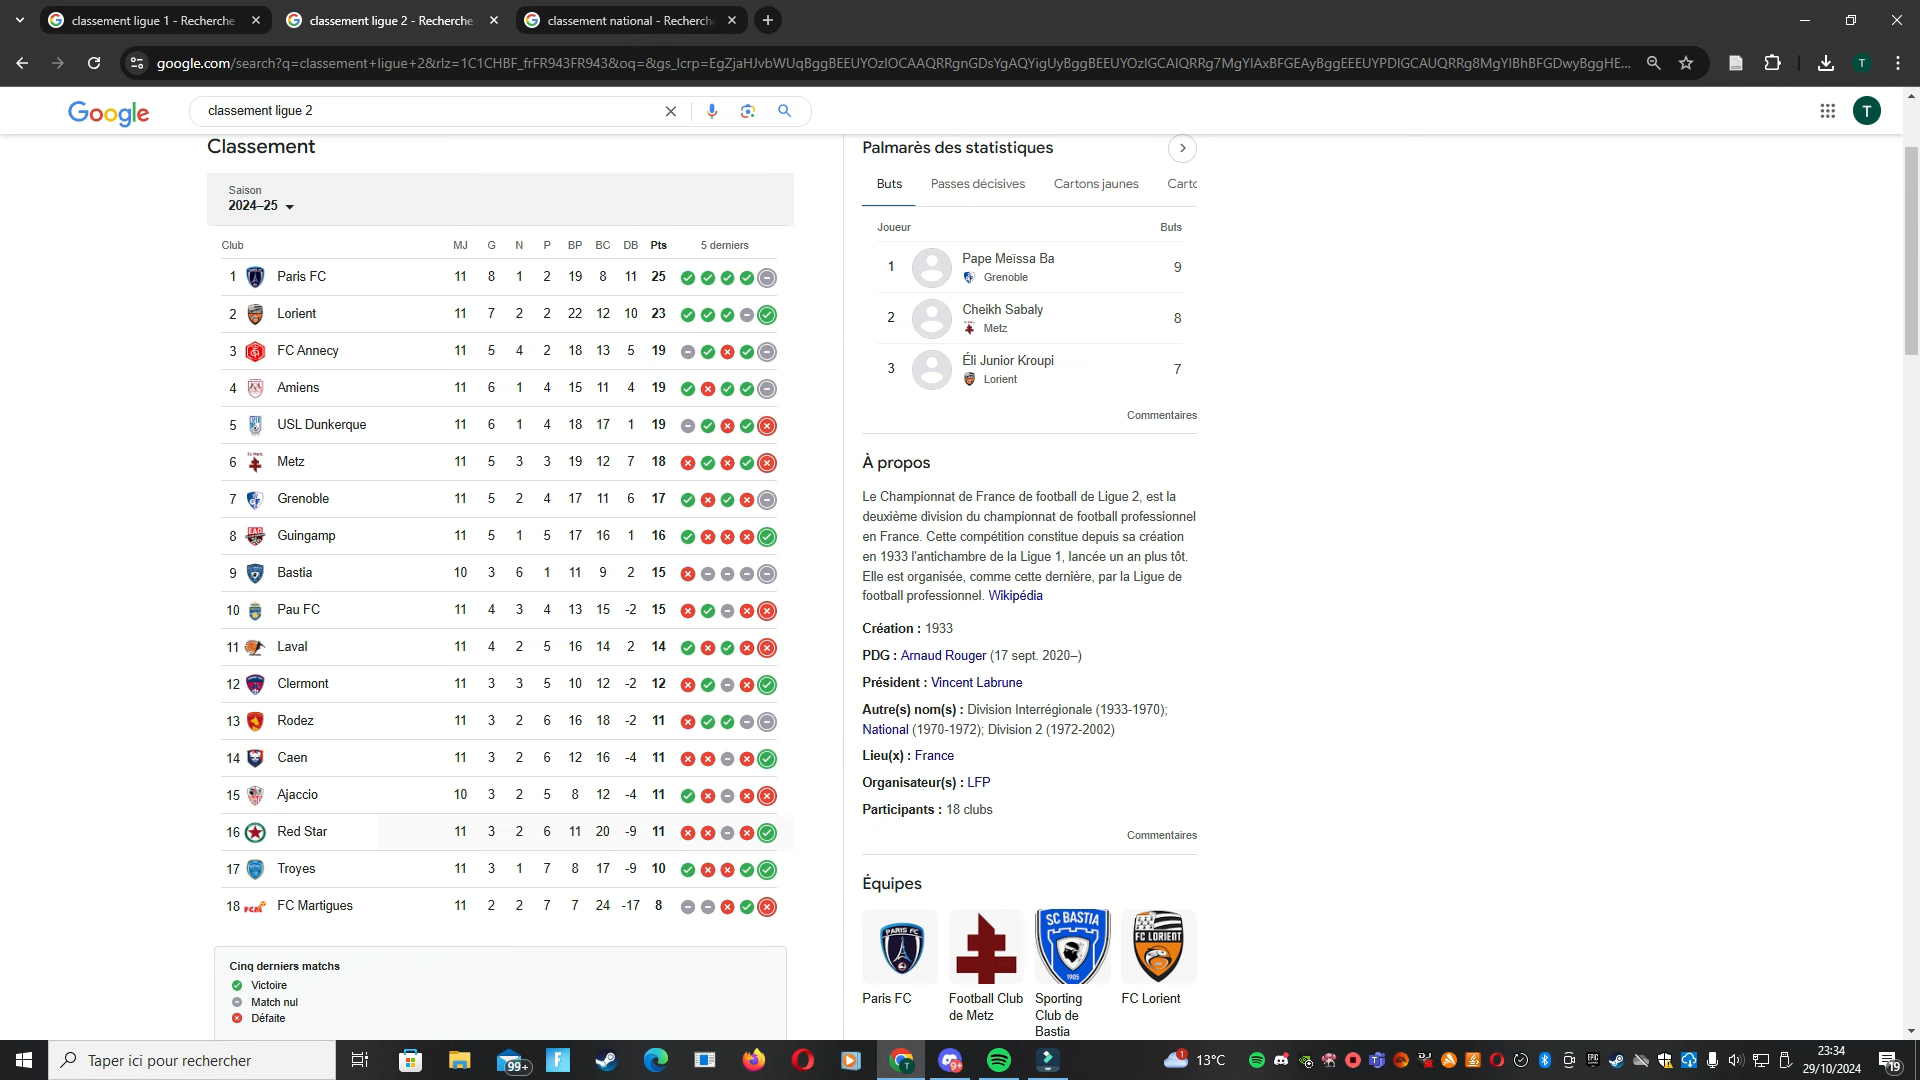 classement ligue 1 - Recherche
classement ligue 2 - Recherche
classement national - Recherch
google.com/search?q=classement+ligue+2&rlz=1C1CHBF_frFR943FR943&oq=&gs_lcrp=EgZjaHJvbWUqBggBEEUYOzIOCAAQRRgnGDsYgAQYigUyBggBEEUYOzIGCAIQRRg7MgYIAxBFGEAyBggEEEUYPDIGCAUQRRg8MgYIBhBFGDwyBggHE...
T
Google
classement ligue 2
T
Classement
Saison
2024–25
Club MJ G N P BP BC DB Pts 5 derniers
1 Paris FC 11 8 1 2 19 8 11 25
2 Lorient 11 7 2 2 22 12 10 23
3 FC Annecy 11 5 4 2 18 13 5 19
4 Amiens 11 6 1 4 15 11 4 19
5 USL Dunkerque 11 6 1 4 18 17 1 19
6 Metz 11 5 3 3 19 12 7 18
7 Grenoble 11 5 2 4 17 11 6 17
8 Guingamp 11 5 1 5 17 16 1 16
9 Bastia 10 3 6 1 11 9 2 15
10 Pau FC 11 4 3 4 13 15 -2 15
11 Laval 11 4 2 5 16 14 2 14
12 Clermont 11 3 3 5 10 12 -2 12
13 Rodez 11 3 2 6 16 18 -2 11
14 Caen 11 3 2 6 12 16 -4 11
15 Ajaccio 10 3 2 5 8 12 -4 11
16 Red Star 11 3 2 6 11 20 -9 11
17 Troyes 11 3 1 7 8 17 -9 10
18 FC Martigues 11 2 2 7 7 24 -17 8
Cinq derniers matchs
Victoire
Match nul
Défaite
Palmarès des statistiques
Buts Passes décisives Cartons jaunes Carto
Joueur Buts
1 Pape Meïssa Ba 9
Grenoble
2 Cheikh Sabaly 8
Metz
3 Éli Junior Kroupi 7
Lorient
Commentaires
À propos
Le Championnat de France de football de Ligue 2, est la
deuxième division du championnat de football professionnel
en France. Cette compétition constitue depuis sa création
en 1933 l'antichambre de la Ligue 1, lancée un an plus tôt.
Elle est organisée, comme cette dernière, par la Ligue de
football professionnel. Wikipédia
Création : 1933
PDG : Arnaud Rouger (17 sept. 2020–)
Président : Vincent Labrune
Autre(s) nom(s) : Division Interrégionale (1933-1970);
National (1970-1972); Division 2 (1972-2002)
Lieu(x) : France
Organisateur(s) : LFP
Participants : 18 clubs
Commentaires
Équipes
PARIS FC
SC BASTIA
1905
FC LORIENT
Paris FC
Football Club
de Metz
Sporting
Club de
Bastia
FC Lorient
Taper ici pour rechercher
99+
9+
1
13°C
23:34
29/10/2024
19